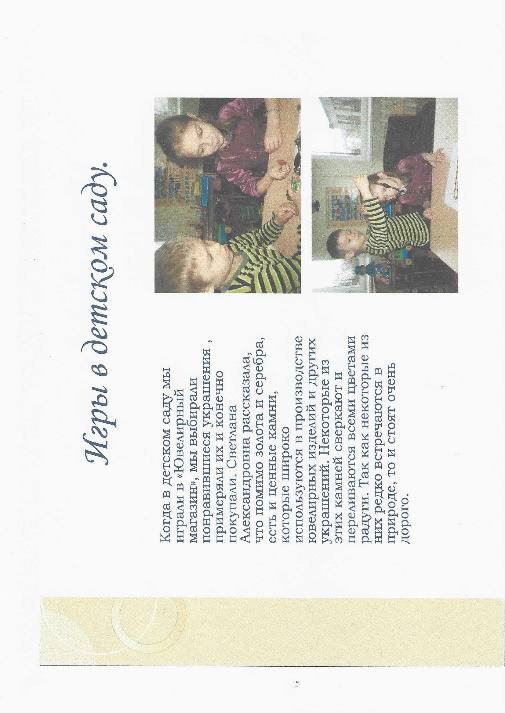 Игры в детском саду.
Когда в детском саду мы
играли в «Ювелирный
магазин», мы выбирали
понравившиеся украшения ,
примеряли их и конечно
покупали. Светлана
Александровна рассказала,
что помимо золота и серебра,
есть и ценные камни,
которые широко
используются в производстве
ювелирных изделий и других
украшений. Некоторые из
этих камней сверкают и
переливаются всеми цветами
радуги. Так как некоторые из
них редко встречаются в
природе, то и стоят очень
дорого.